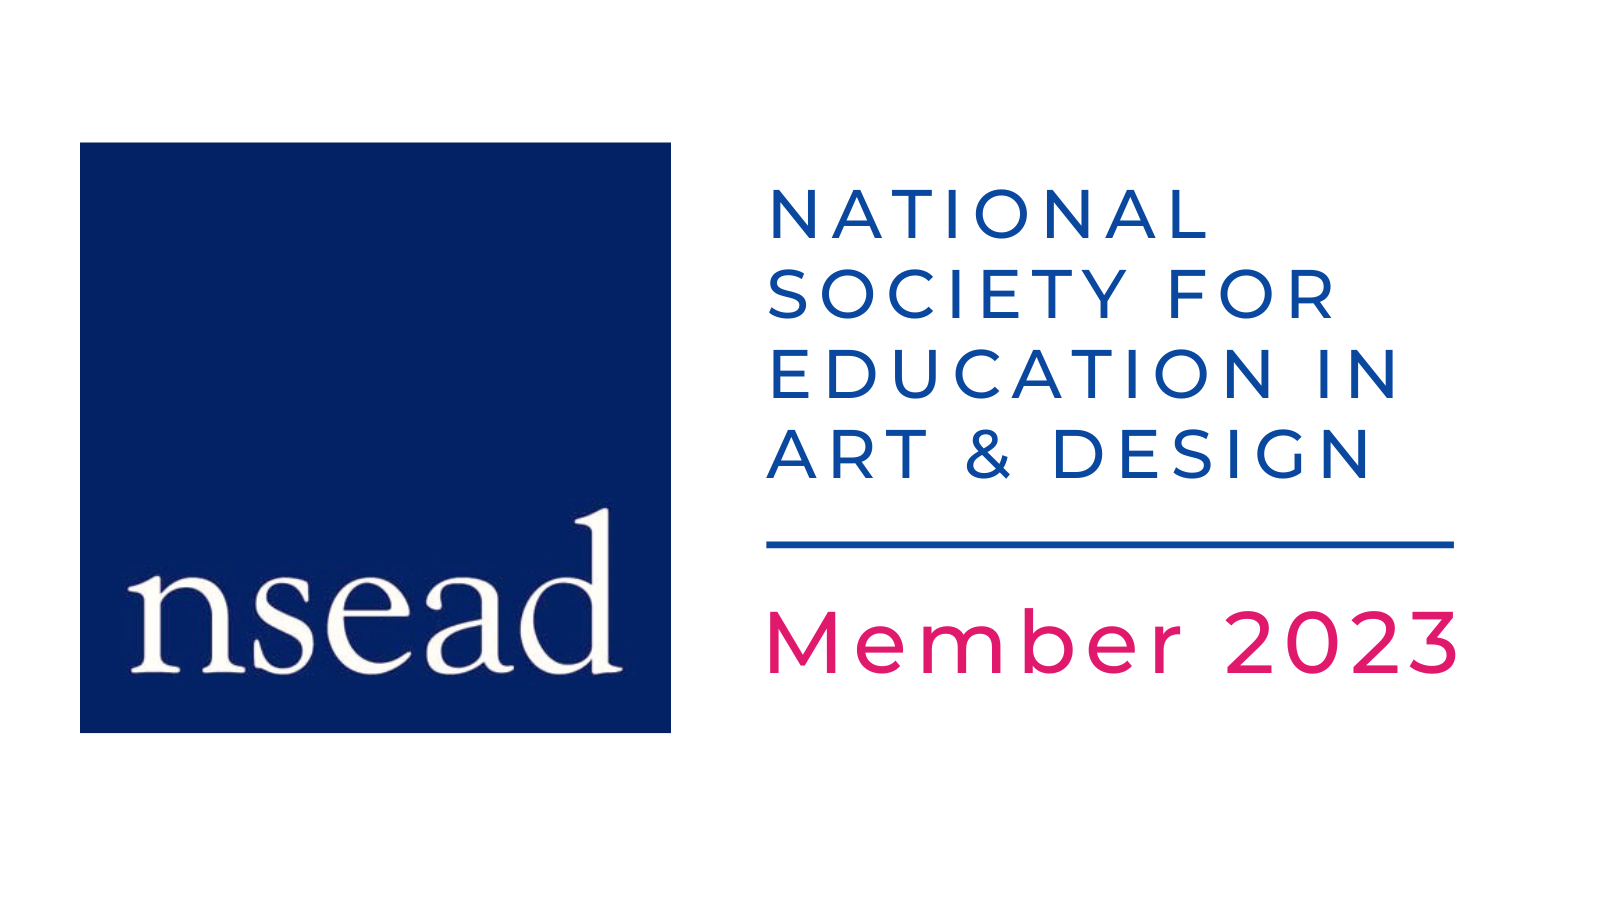 nsead
NATIONAL
SOCIETY FOR
EDUCATION IN
ART & DESIGN
Member 2023